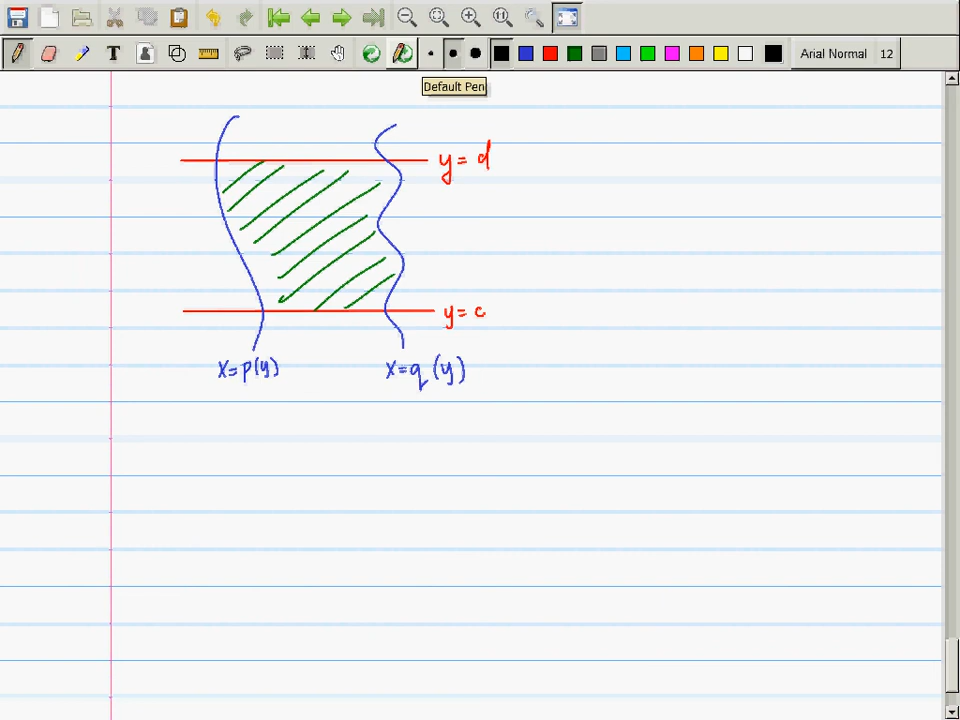 T
Arial Normal 12
Default Pen
y = d
y = c
x=p(y)
x=q(y)